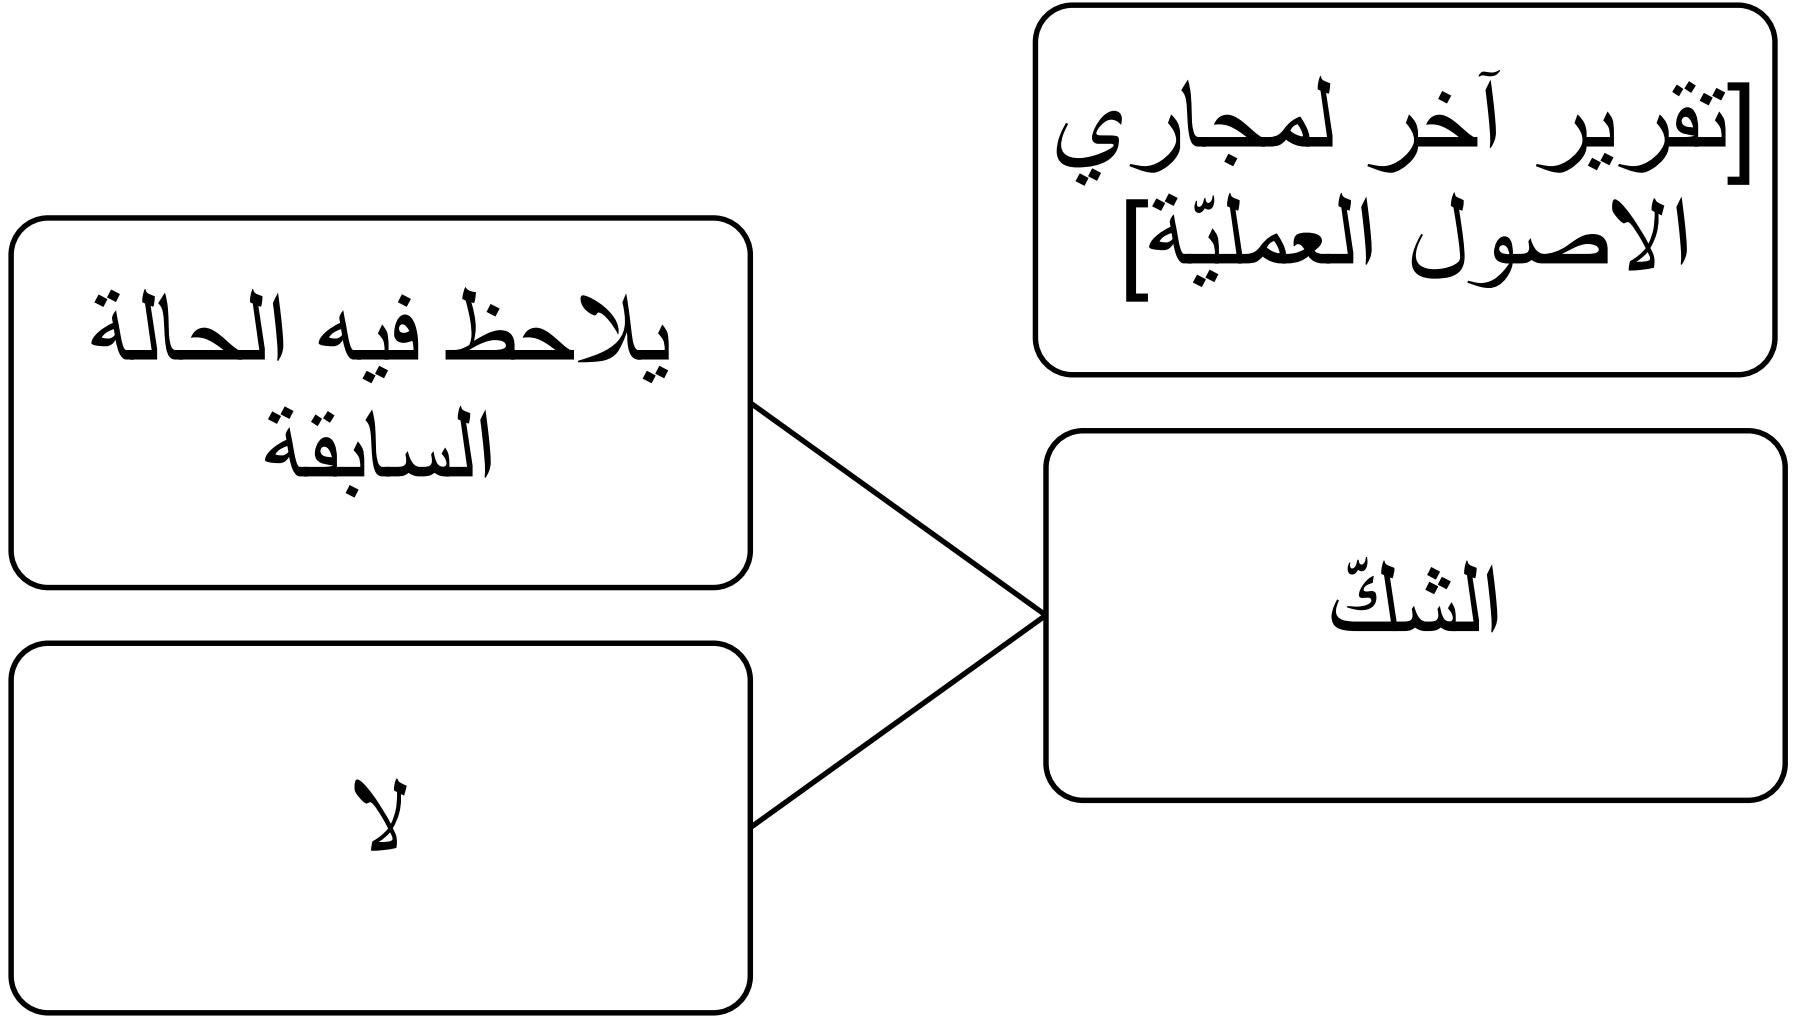 [تقرير آخر لمجاري
الاصول العمليّة]
الشكّ
يلاحظ فيه الحالة
السابقة
لا